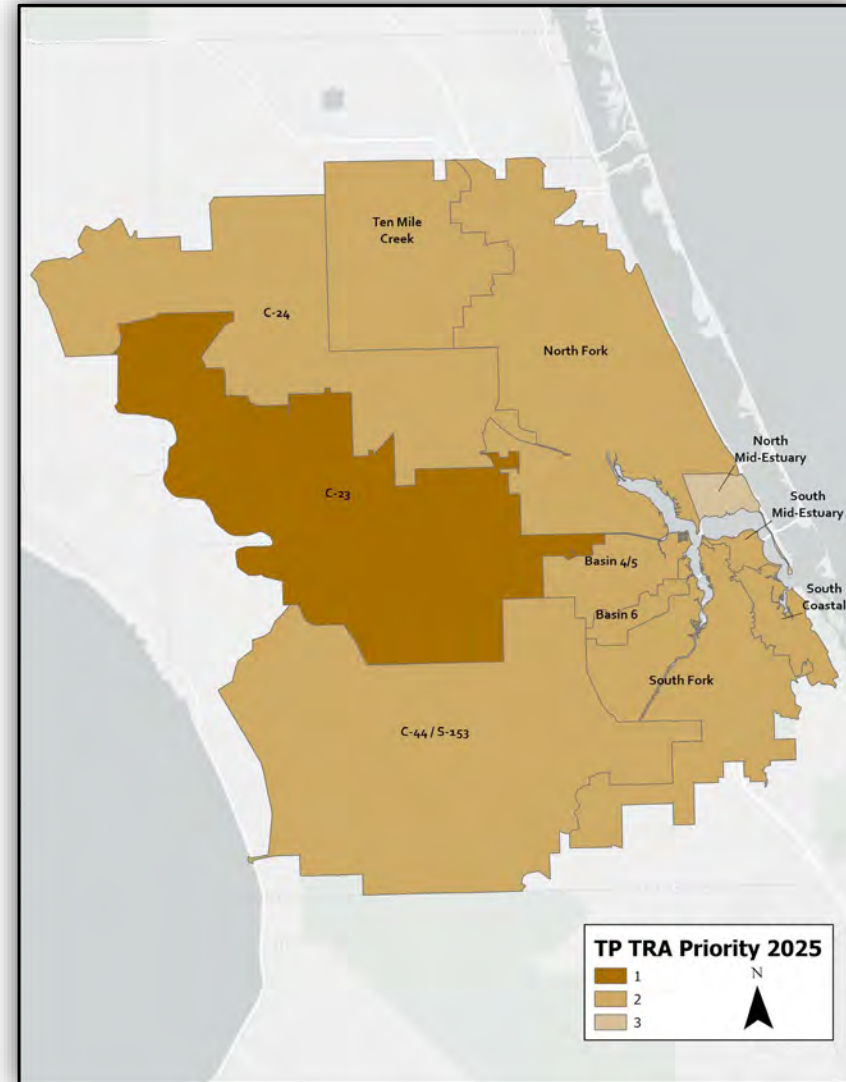 Ten Mile
Creek
C-24
North Fork
North
Mid-Estuary
C-23
South
Mid-Estuary
Basin 4/5
South
Coastal
Basin 6
South Fork
C-44 / S-153
TP TRA Priority 2025
1
2
3
N